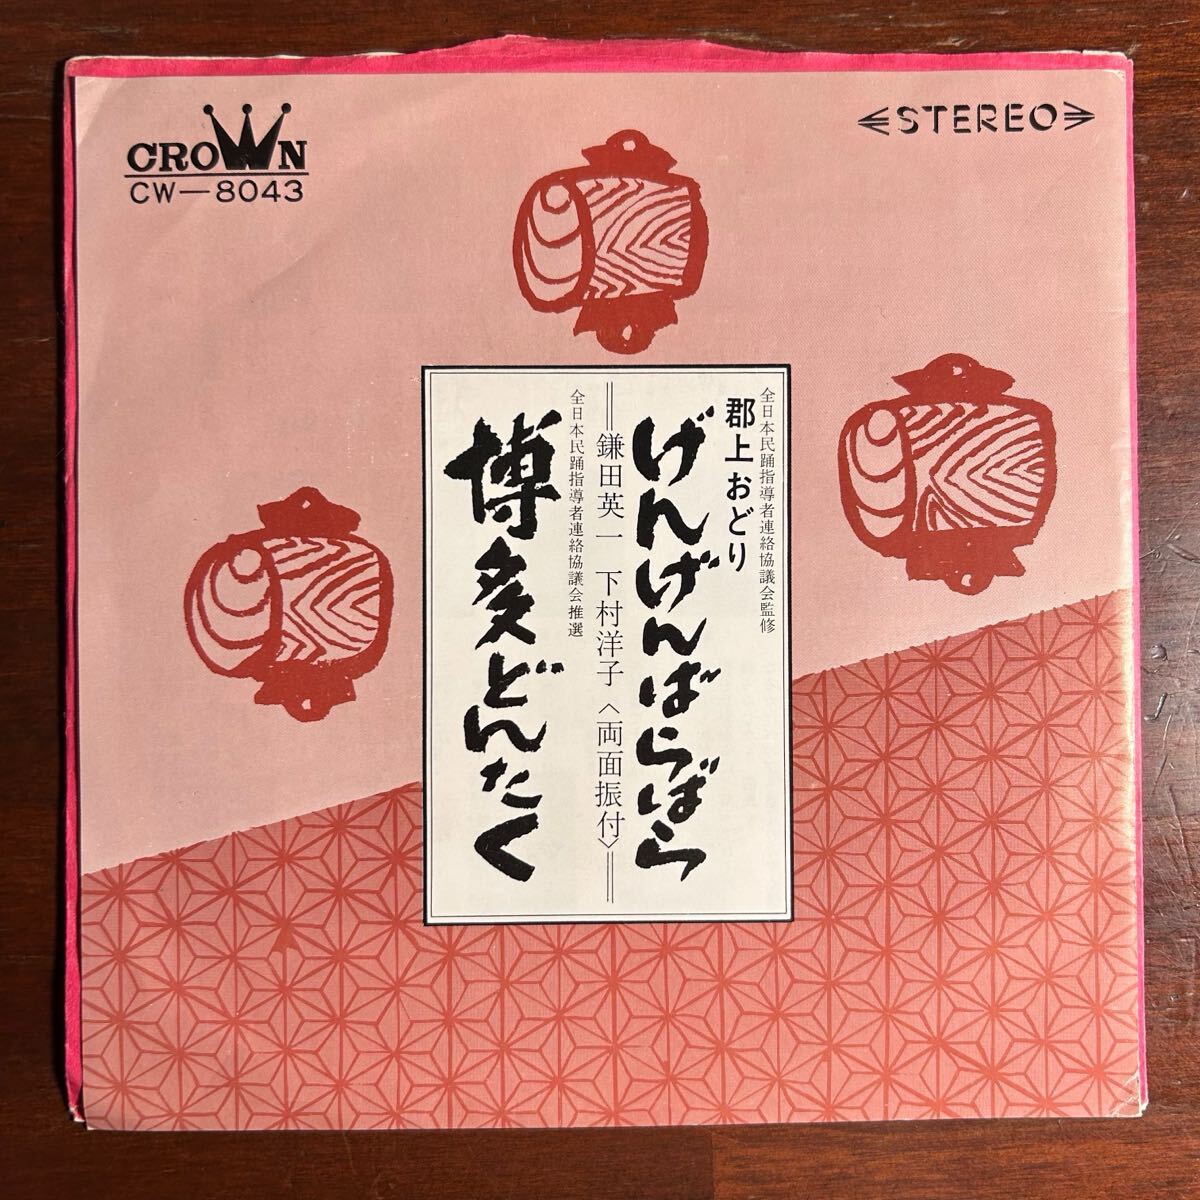 CROWN
CW—8043
STEREO
全日本民踊指導者連絡協議会監修
郡上おどり
げんげんばらばら
鎌田英一 下村洋子〈両面振付〉
全日本民踊指導者連絡協議会推選
博多どんたく